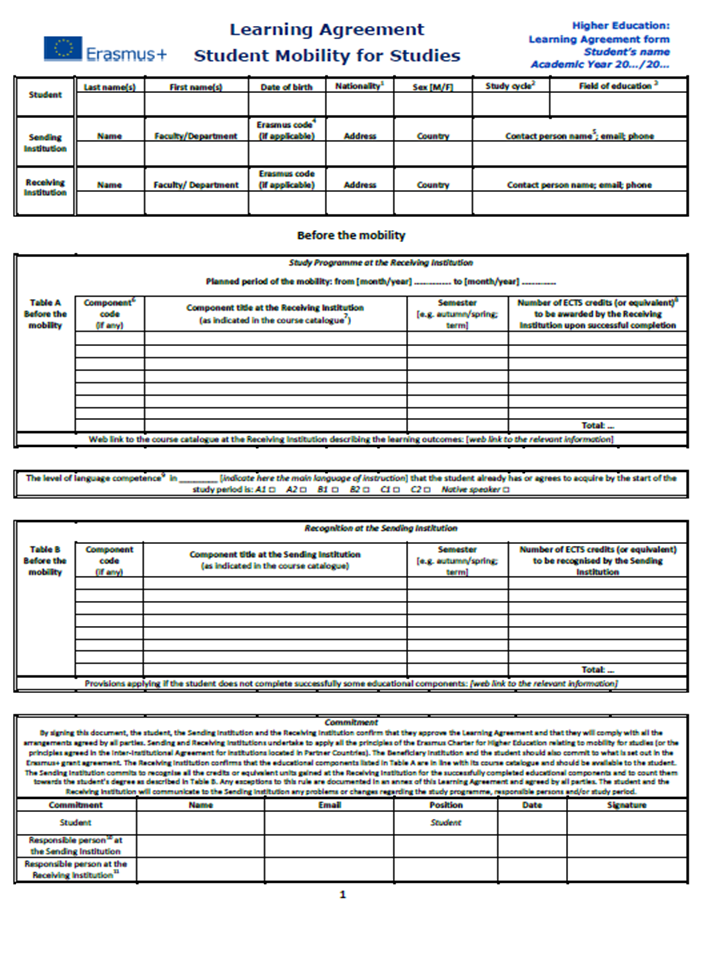 Erasmus+
Learning Agreement
Student Mobility for Studies
Higher Education:
Learning Agreement form
Student's name
Academic Year 20…/20…
Student
Last name(s) First name(s) Date of birth Nationality1 Sex [M/F] Study cycle2 Field of education 3
Sending
Institution
Name Faculty/Department Erasmus code4
(if applicable) Address Country Contact person name5; email; phone
Receiving
Institution
Name Faculty/ Department Erasmus code
(if applicable) Address Country Contact person name; email; phone
Before the mobility
Study Programme at the Receiving Institution
Planned period of the mobility: from [month/year] …………… to [month/year] ……………
Table A
Before the
mobility
Component6
code
(if any)
Component title at the Receiving Institution
(as indicated in the course catalogue7)
Semester
[e.g. autumn/spring;
term]
Number of ECTS credits (or equivalent)8
to be awarded by the Receiving
Institution upon successful completion
Total: …
Web link to the course catalogue at the Receiving Institution describing the learning outcomes: [web link to the relevant information]
The level of language competence9 in ________ [indicate here the main language of instruction] that the student already has or agrees to acquire by the start of the
study period is: A1 ☐ A2 ☐ B1 ☐ B2 ☐ C1 ☐ C2 ☐ Native speaker ☐
Recognition at the Sending Institution
Table B
Before the
mobility
Component
code
(if any)
Component title at the Sending Institution
(as indicated in the course catalogue)
Semester
[e.g. autumn/spring;
term]
Number of ECTS credits (or equivalent)
to be recognised by the Sending
Institution
Total: …
Provisions applying if the student does not complete successfully some educational components: [web link to the relevant information]
Commitment
By signing this document, the student, the Sending Institution and the Receiving Institution confirm that they approve the Learning Agreement and that they will comply with all the
arrangements agreed by all parties. Sending and Receiving Institutions undertake to apply all the principles of the Erasmus Charter for Higher Education relating to mobility for studies (or the
principles agreed in the Inter-Institutional Agreement for institutions located in Partner Countries). The Beneficiary Institution and the student should also commit to what is set out in the
Erasmus+ grant agreement. The Receiving Institution confirms that the educational components listed in Table A are in line with its course catalogue and should be available to the student.
The Sending Institution commits to recognise all the credits or equivalent units gained at the Receiving Institution for the successfully completed educational components and to count them
towards the student's degree as described in Table B. Any exceptions to this rule are documented in an annex of this Learning Agreement and agreed by all parties. The student and the
Receiving Institution will communicate to the Sending Institution any problems or changes regarding the study programme, responsible persons and/or study period.
Commitment Name Email Position Date Signature
Student Student
Responsible person10 at
the Sending Institution
Responsible person at the
Receiving Institution11
1